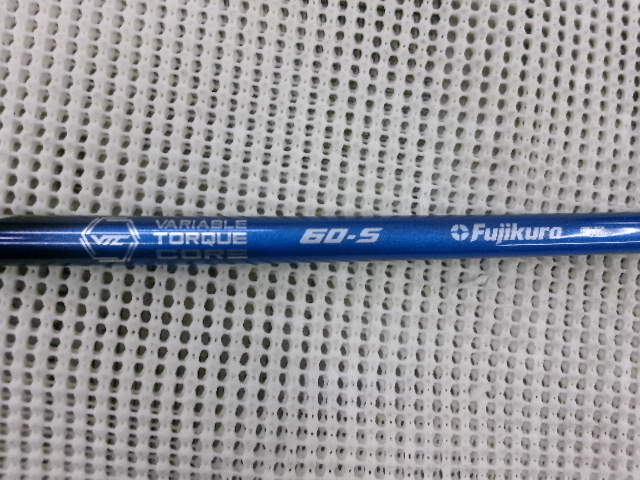 VTC
VARIABLE
TORQUE
CORE
60-S
Fujikura